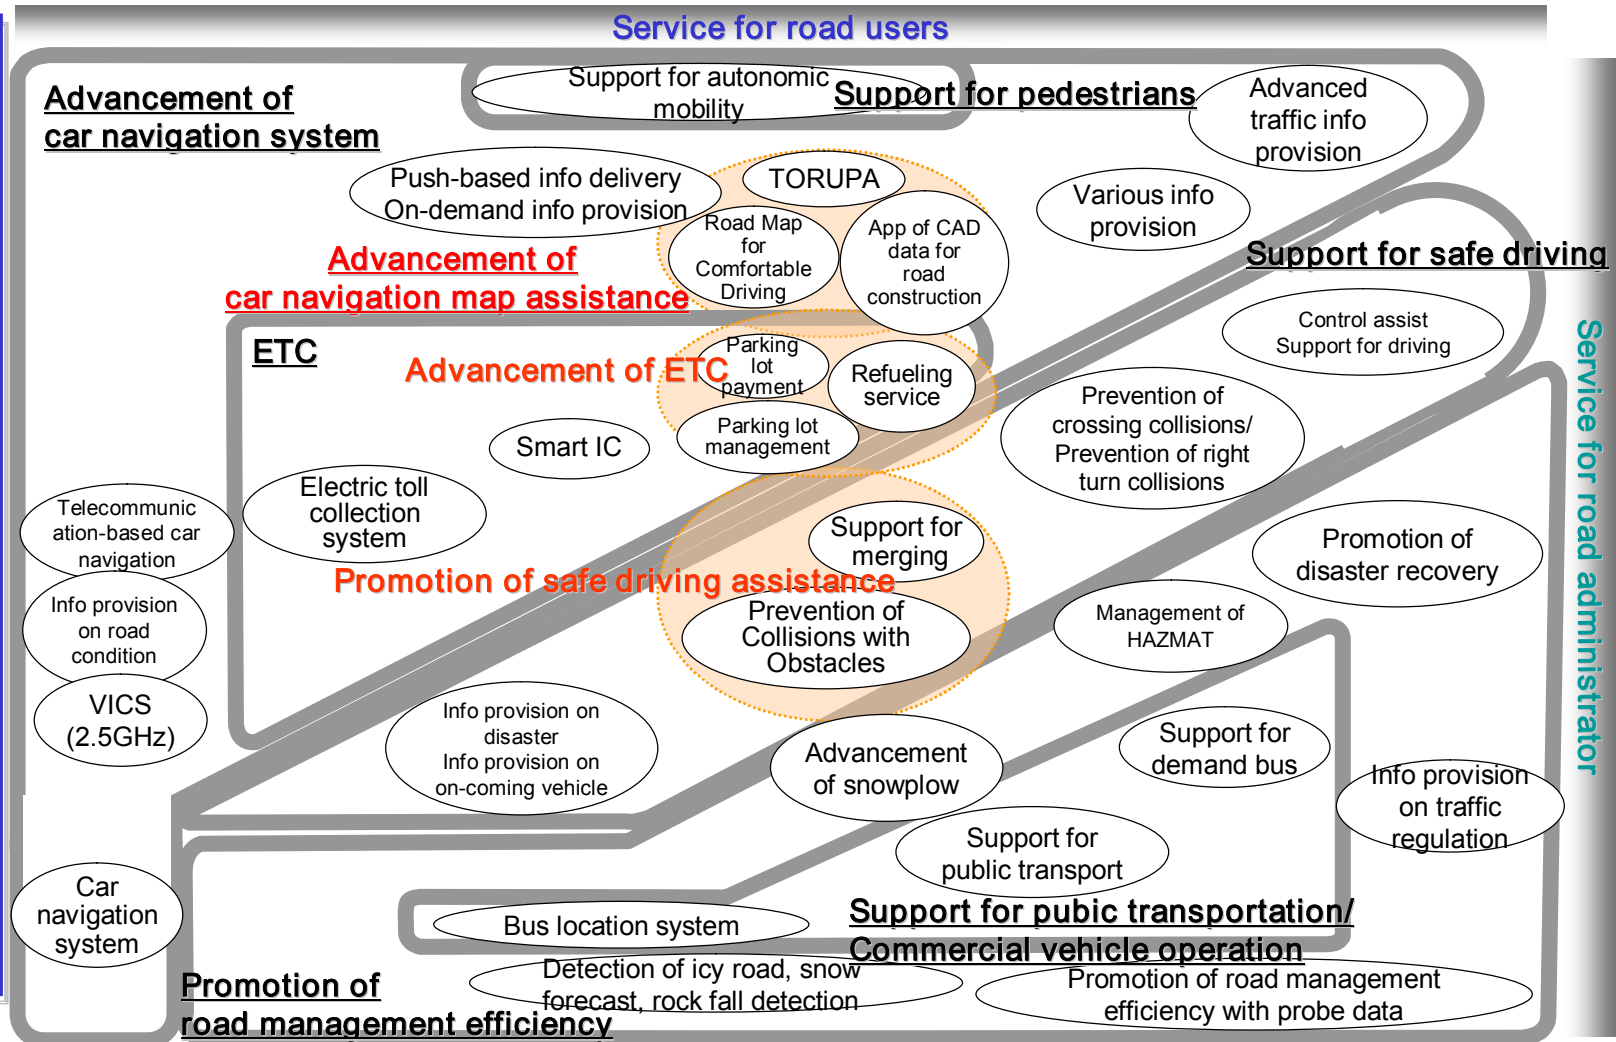 Service for road users
Support for autonomic
mobility
Support for pedestrians
Advanced
traffic info
provision
Advancement of
car navigation system
Push-based info delivery
On-demand info provision
TORUPA
Various info
provision
Road Map
for
Comfortable
Driving
App of CAD
data for
road
construction
Support for safe driving
Advancement of
car navigation map assistance
Control assist
Support for driving
Service for road administrator
ETC
Advancement of ETC
Parking
lot
payment
Refueling
service
Parking lot
management
Smart IC
Prevention of
crossing collisions/
Prevention of right
turn collisions
Electric toll
collection
system
Telecommunic
ation-based car
navigation
Support for
merging
Promotion of
disaster recovery
Promotion of safe driving assistance
Info provision
on road
condition
Prevention of
Collisions with
Obstacles
Management of
HAZMAT
VICS
(2.5GHz)
Info provision on
disaster
Info provision on
on-coming vehicle
Advancement
of snowplow
Support for
demand bus
Info provision
on traffic
regulation
Support for
public transport
Car
navigation
system
Bus location system
Support for pubic transportation/
Commercial vehicle operation
Detection of icy road, snow
forecast, rock fall detection
Promotion of road management
efficiency with probe data
Promotion of
road management efficiency